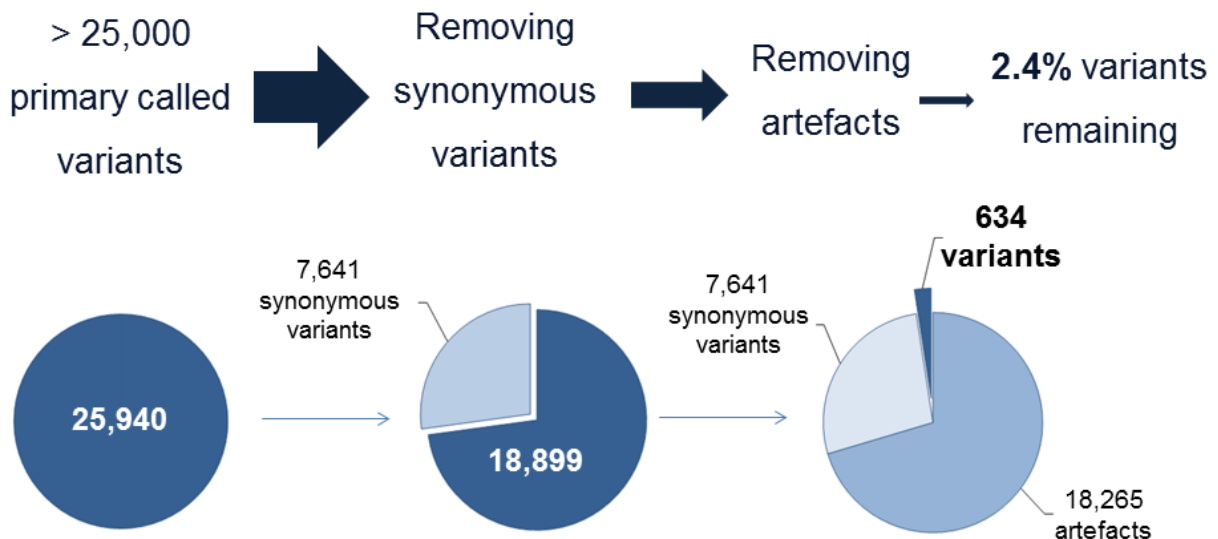 > 25,000
primary called
variants
Removing
synonymous
variants
Removing
artefacts
2.4% variants
remaining
25,940
7,641
synonymous
variants
18,899
7,641
synonymous
variants
634
variants
18,265
artefacts